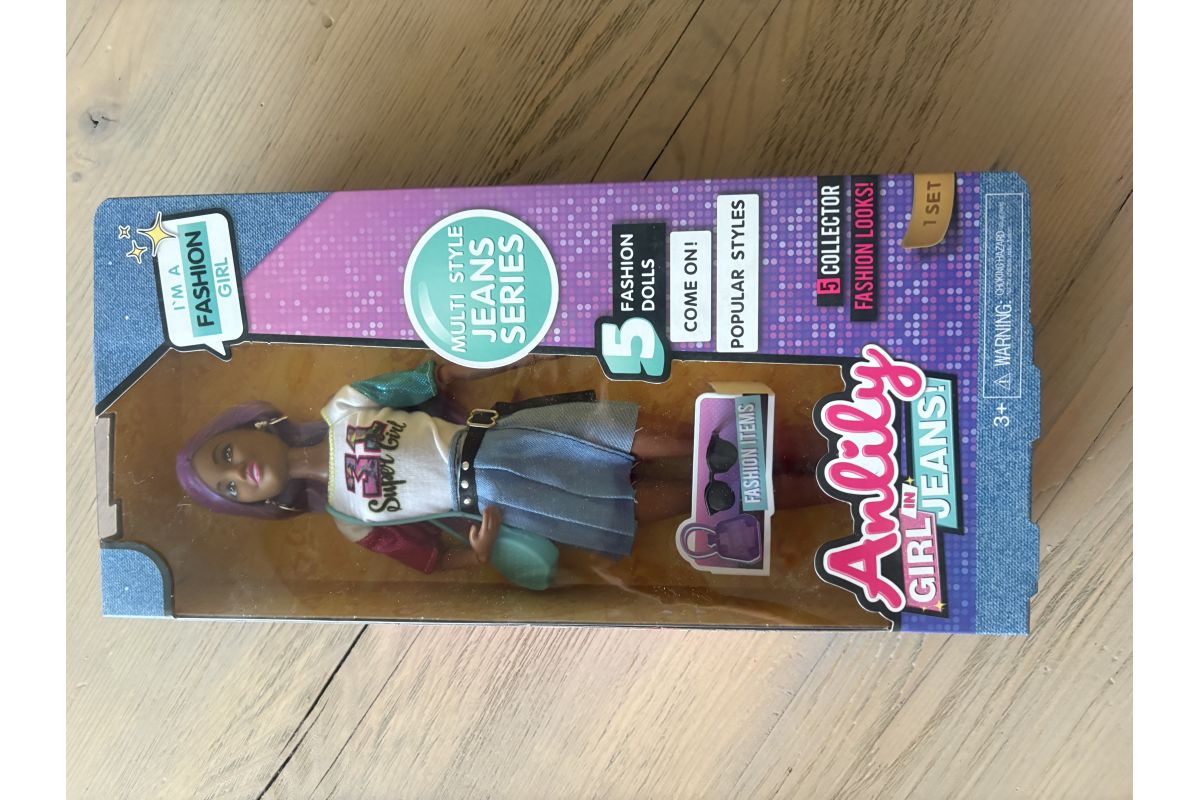 I'M A
FASHION
GIRL
MULTI STYLE
JEANS
SERIES
31
Super Girl
5 FASHION
DOLLS
COME ON!
POPULAR STYLES
FASHION ITEMS
5 COLLECTOR
FASHION LOOKS!
1 SET
Anlily
GIRL IN
JEANS!
3+
WARNING:
CHOKING HAZARD